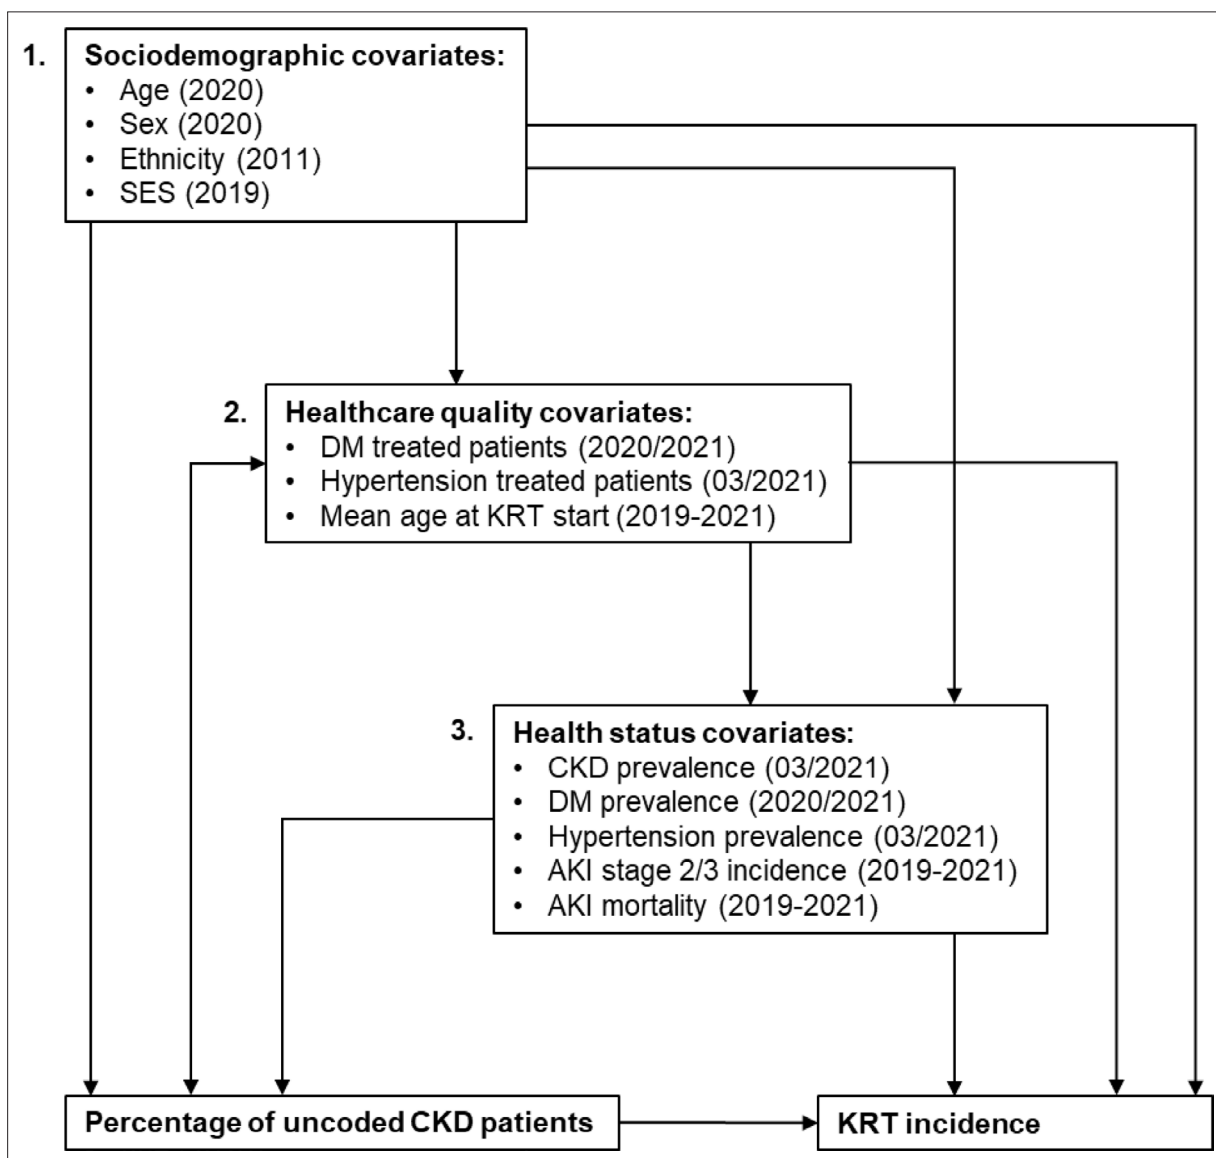 1. Sociodemographic covariates:
• Age (2020)
• Sex (2020)
• Ethnicity (2011)
• SES (2019)
2. Healthcare quality covariates:
• DM treated patients (2020/2021)
• Hypertension treated patients (03/2021)
• Mean age at KRT start (2019-2021)
3. Health status covariates:
• CKD prevalence (03/2021)
• DM prevalence (2020/2021)
• Hypertension prevalence (03/2021)
• AKI stage 2/3 incidence (2019-2021)
• AKI mortality (2019-2021)
Percentage of uncoded CKD patients
KRT incidence